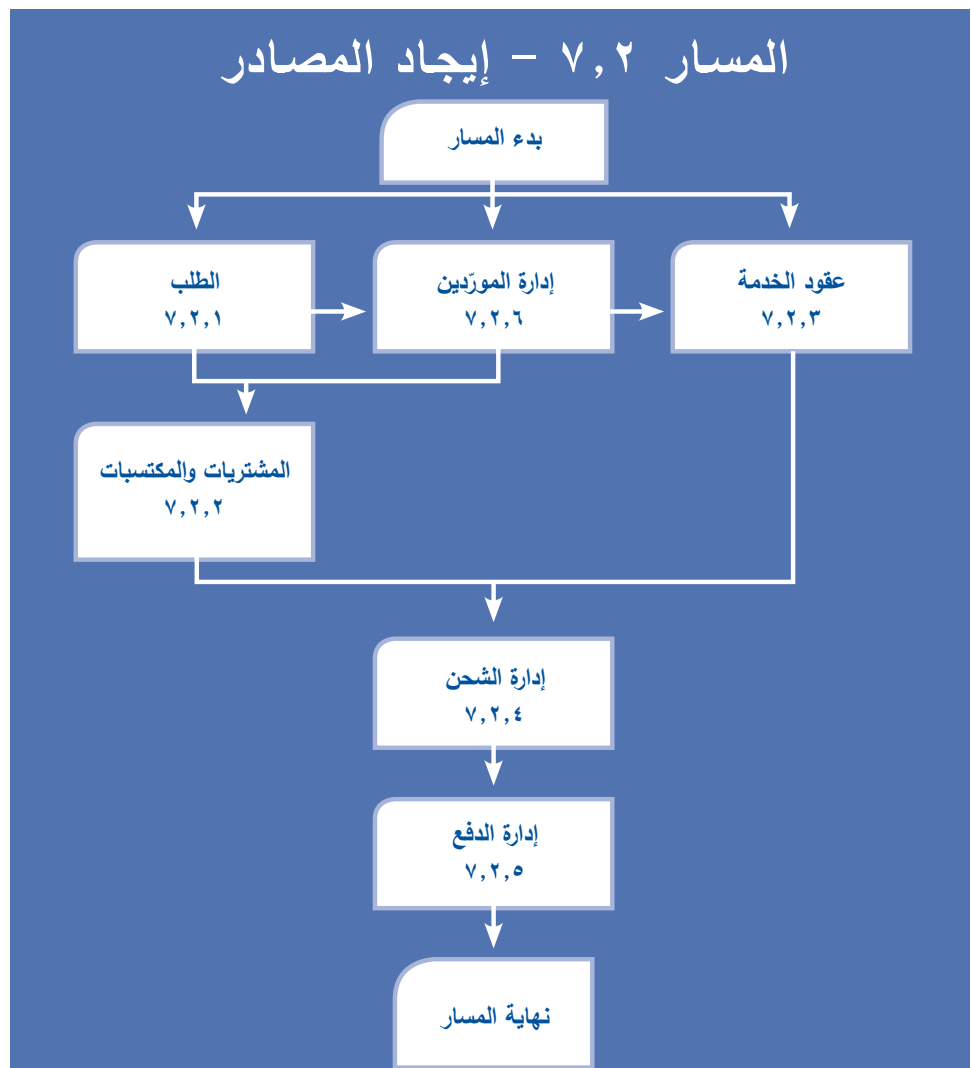 المسار ٧,٢ - إيجاد المصادر
بدء المسار
عقود الخدمة
٧,٢,٣
إدارة المورّدين
٧,٢,٦
الطلب
٧,٢,١
المشتريات والمكتسبات
٧,٢,٢
إدارة الشحن
٧,٢,٤
إدارة الدفع
٧,٢,٥
نهاية المسار